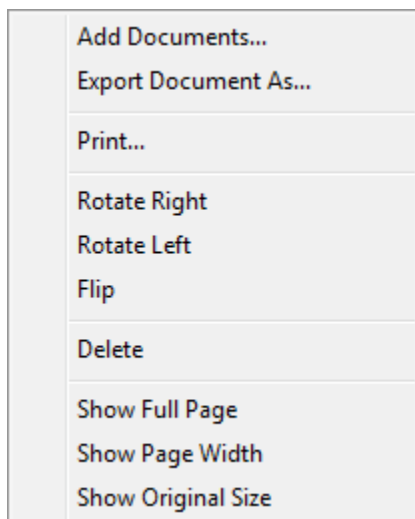 Add Documents...
Export Document As...
Print...
Rotate Right
Rotate Left
Flip
Delete
Show Full Page
Show Page Width
Show Original Size